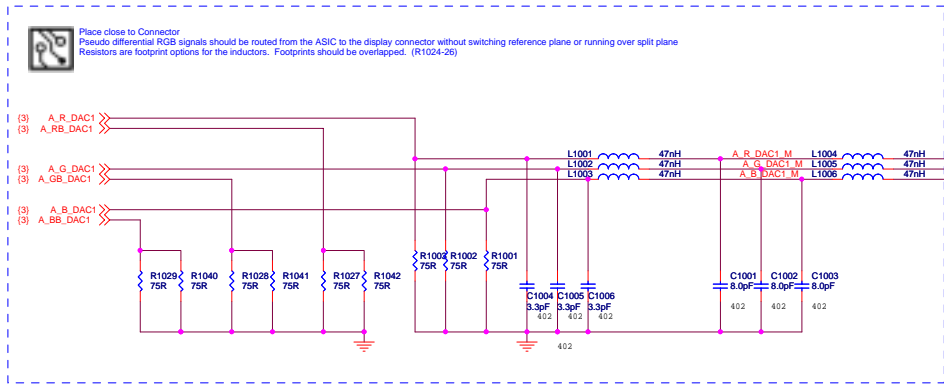 Place close to Connector
Pseudo differential RGB signals should be routed from the ASIC to the display connector without switching reference plane or running over split plane
Resistors are footprint options for the inductors. Footprints should be overlapped. (R1024-26)
{3} A_R_DAC1
{3} A_RB_DAC1
{3} A_G_DAC1
{3} A_GB_DAC1
{3} A_B_DAC1
{3} A_BB_DAC1
L1001 47nH A_R_DAC1_M L1004 47nH
L1002 47nH A_G_DAC1_M L1005 47nH
L1003 47nH A_B_DAC1_M L1006 47nH
R1029 R1040 R1028 R1041 R1027 R1042
75R 75R 75R 75R 75R 75R
R1003 R1002 R1001
75R 75R 75R
C1004 C1005 C1006
3.3pF 3.3pF 3.3pF
402 402 402
C1001 C1002 C1003
8.0pF 8.0pF 8.0pF
402 402 402
402